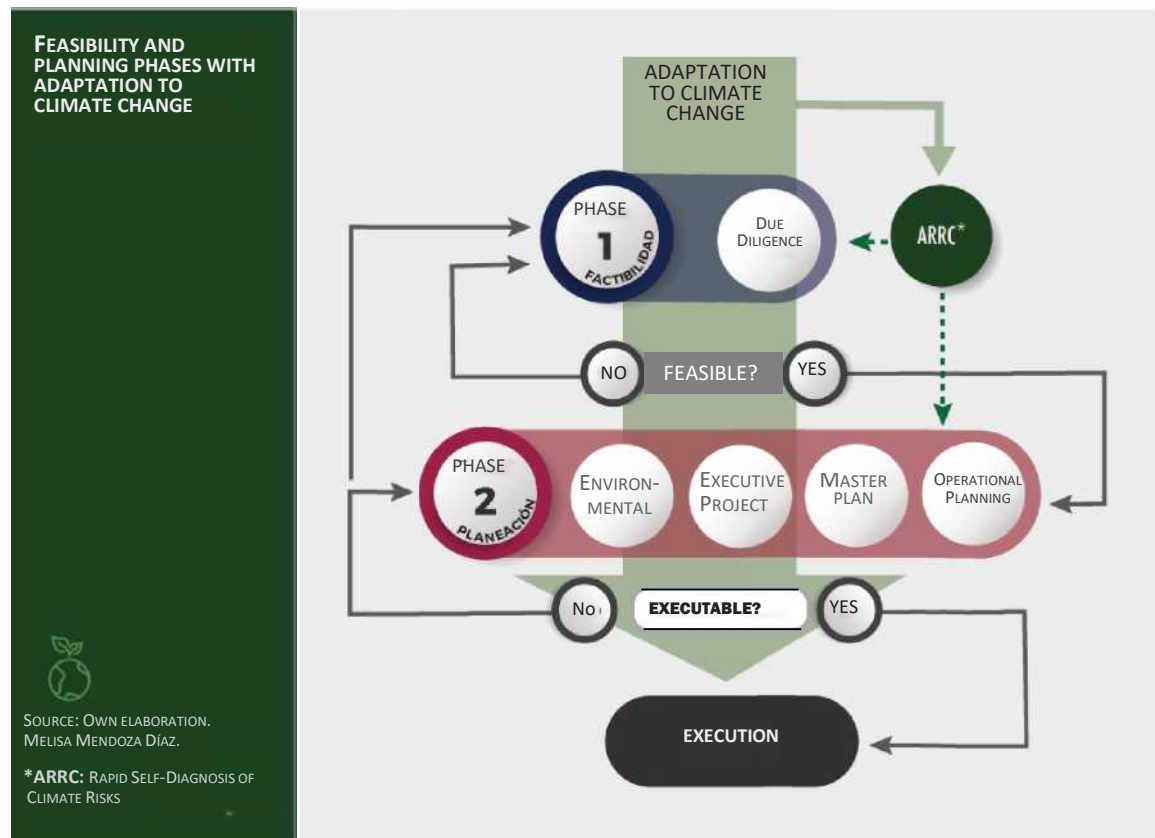 FEASIBILITY AND
PLANNING PHASES WITH
ADAPTATION TO
CLIMATE CHANGE
SOURCE: OWN ELABORATION.
MELISA MENDOZA DÍAZ.
*ARRC: RAPID SELF-DIAGNOSIS OF
CLIMATE RISKS
ADAPTATION
TO CLIMATE
CHANGE
PHASE
1
FACTIBILIDAD
DUE
DILIGENCE
ARRC*
NO
FEASIBLE?
YES
PHASE
2
PLANEACIÓN
ENVIRON-
MENTAL
EXECUTIVE
PROJECT
MASTER
PLAN
OPERATIONAL
PLANNING
NO
EXECUTABLE?
YES
EXECUTION